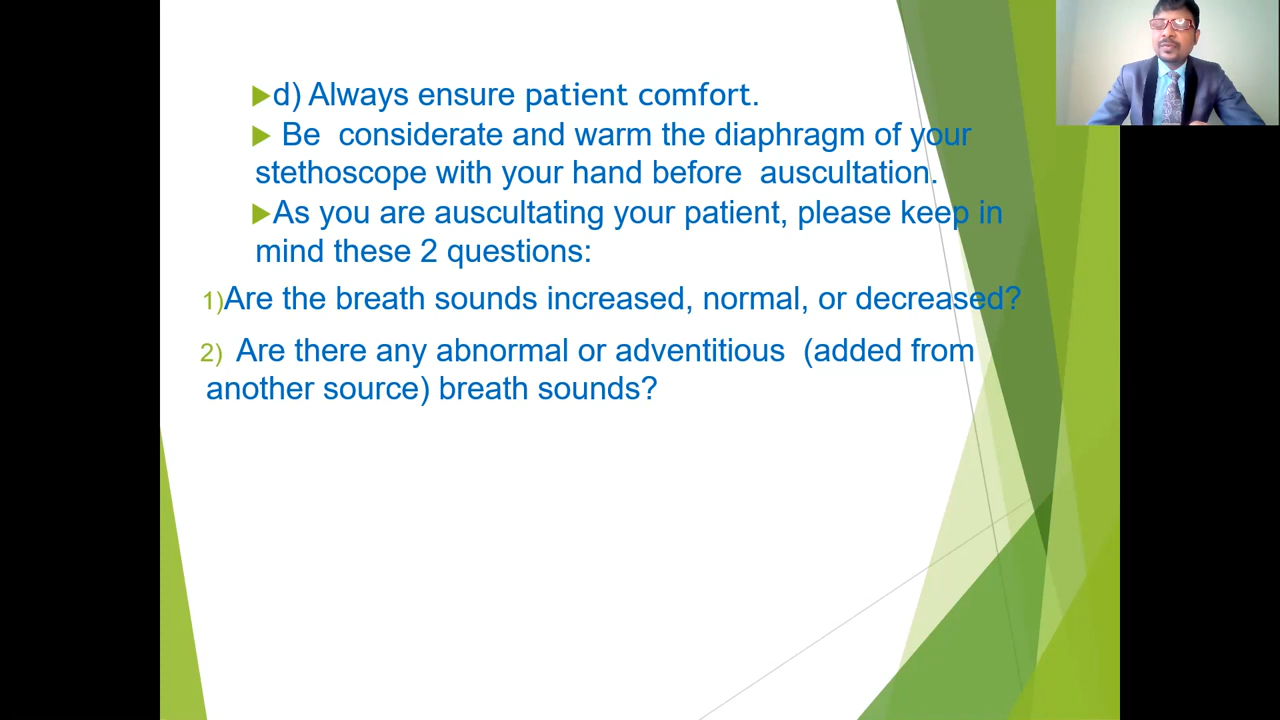 d) Always ensure patient comfort.
Be considerate and warm the diaphragm of your
stethoscope with your hand before auscultation.
As you are auscultating your patient, please keep in
mind these 2 questions:
1)Are the breath sounds increased, normal, or decreased?
2) Are there any abnormal or adventitious (added from
another source) breath sounds?